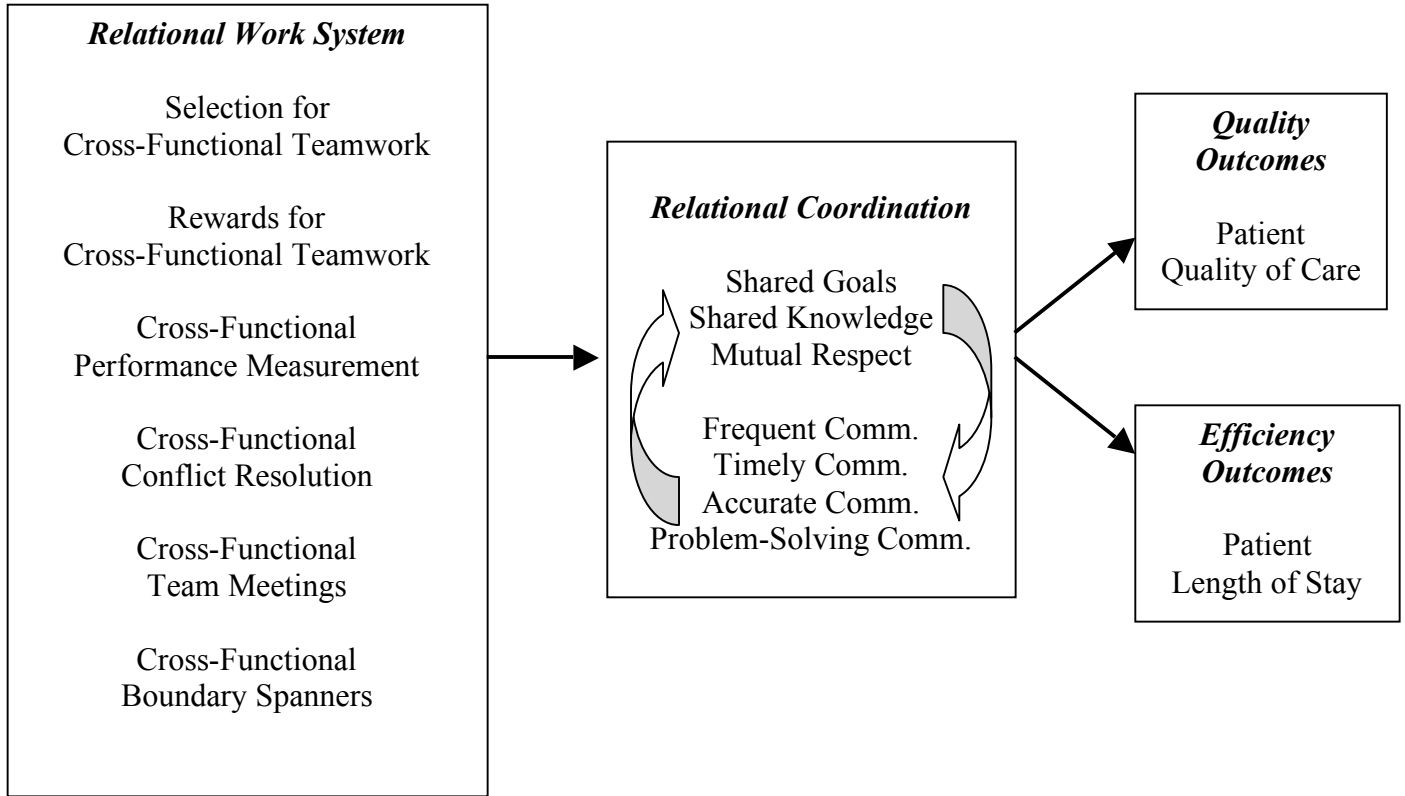 Relational Work System
Selection for
Cross-Functional Teamwork
Rewards for
Cross-Functional Teamwork
Cross-Functional
Performance Measurement
Cross-Functional
Conflict Resolution
Cross-Functional
Team Meetings
Cross-Functional
Boundary Spanners
Relational Coordination
Shared Goals
Shared Knowledge
Mutual Respect
Frequent Comm.
Timely Comm.
Accurate Comm.
Problem-Solving Comm.
Quality
Outcomes
Patient
Quality of Care
Efficiency
Outcomes
Patient
Length of Stay